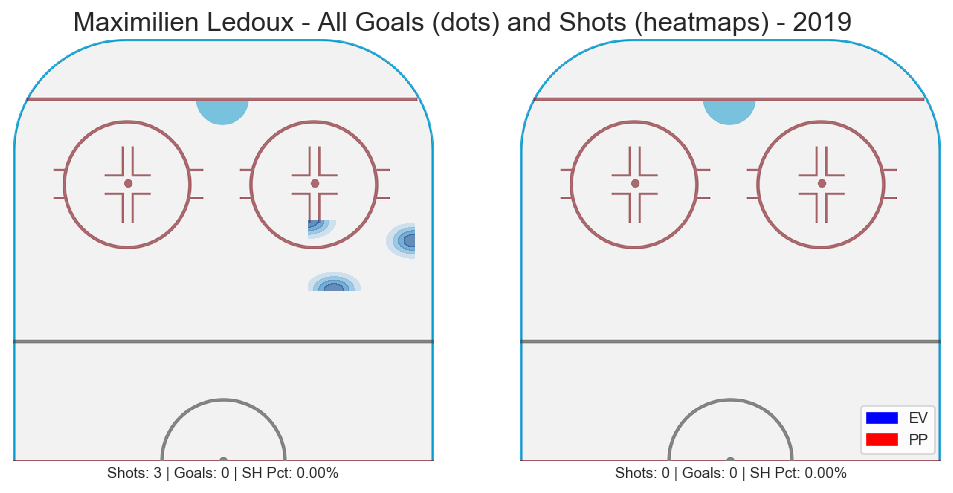 Maximilien Ledoux - All Goals (dots) and Shots (heatmaps) - 2019
EV
PP
Shots: 3 | Goals: 0 | SH Pct: 0.00%
Shots: 0 | Goals: 0 | SH Pct: 0.00%